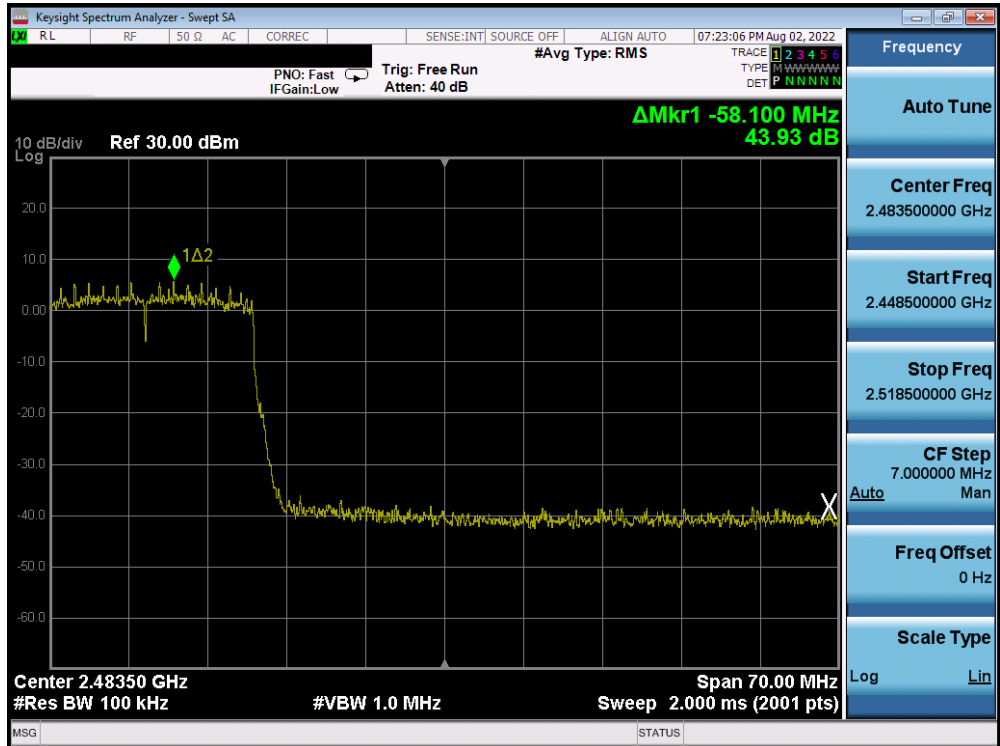 Keysight Spectrum Analyzer - Swept SA
LXI RL RF 50 Ω AC CORREC SENSE:INT SOURCE OFF ALIGN AUTO 07:23:06 PM Aug 02, 2022
#Avg Type: RMS TRACE 1 2 3 4 5 6
PNO: Fast Trig: Free Run TYPE M WWWWW
IFGain:Low Atten: 40 dB DET P N N N N N
ΔMkr1 -58.100 MHz
43.93 dB
10 dB/div Ref 30.00 dBm
Log
20.0
10.0
0.00
-10.0
-20.0
-30.0
-40.0
-50.0
-60.0
1Δ2
X
Center 2.48350 GHz Span 70.00 MHz
#Res BW 100 kHz #VBW 1.0 MHz Sweep 2.000 ms (2001 pts)
MSG STATUS
Frequency
Auto Tune
Center Freq
2.483500000 GHz
Start Freq
2.448500000 GHz
Stop Freq
2.518500000 GHz
CF Step
7.000000 MHz
Auto Man
Freq Offset
0 Hz
Scale Type
Log Lin